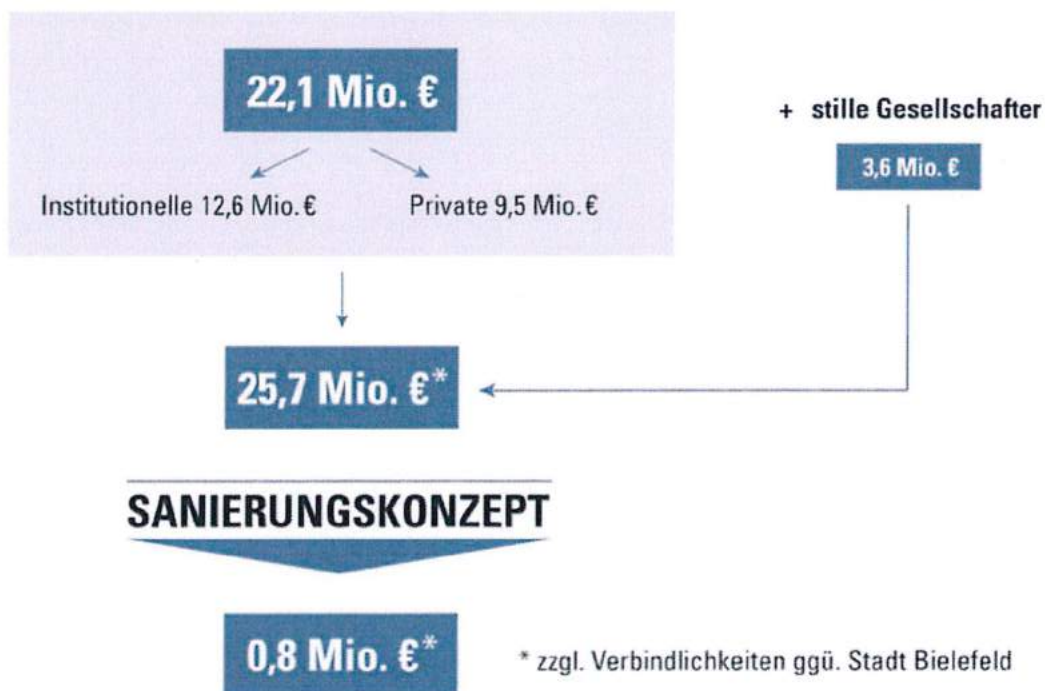 22,1 Mio. €
+ stille Gesellschafter
3,6 Mio. €
Institutionelle 12,6 Mio. €
Private 9,5 Mio. €
25,7 Mio. €*
SANIERUNGSKONZEPT
0,8 Mio. €*
* zzgl. Verbindlichkeiten ggü. Stadt Bielefeld